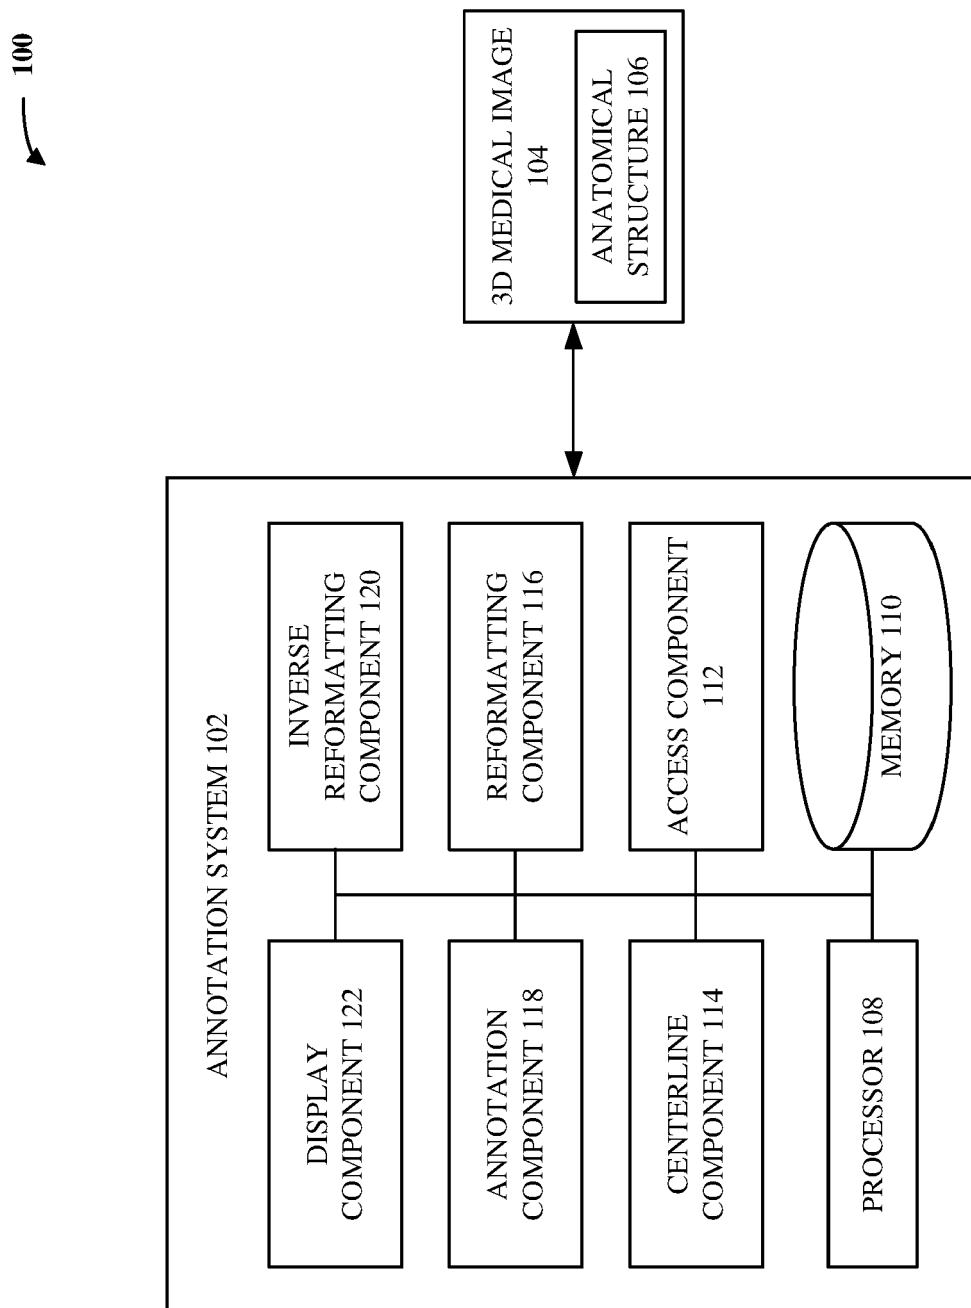 100
ANNOTATION SYSTEM 102
DISPLAY
COMPONENT 122
INVERSE
REFORMATTING
COMPONENT 120
ANNOTATION
COMPONENT 118
REFORMATTING
COMPONENT 116
CENTERLINE
COMPONENT 114
ACCESS COMPONENT
112
PROCESSOR 108
MEMORY 110
3D MEDICAL IMAGE
104
ANATOMICAL
STRUCTURE 106